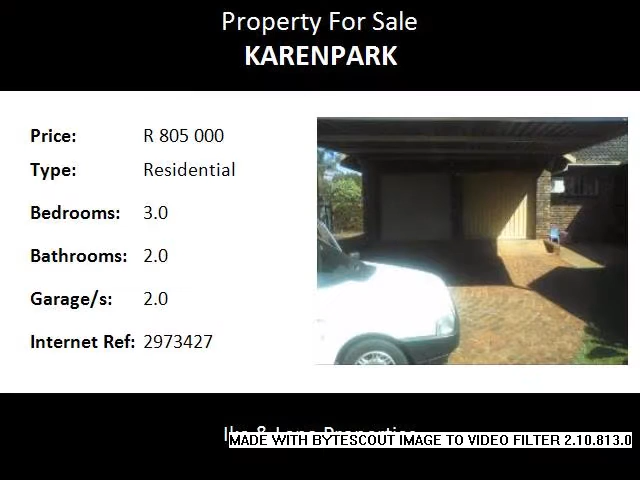 Property For Sale
KARENPARK
Price: R 805 000
Type: Residential
Bedrooms: 3.0
Bathrooms: 2.0
Garage/s: 2.0
Internet Ref: 2973427
& Properties
MADE WITH BYTESCOUT IMAGE TO VIDEO FILTER 2.10.813.0